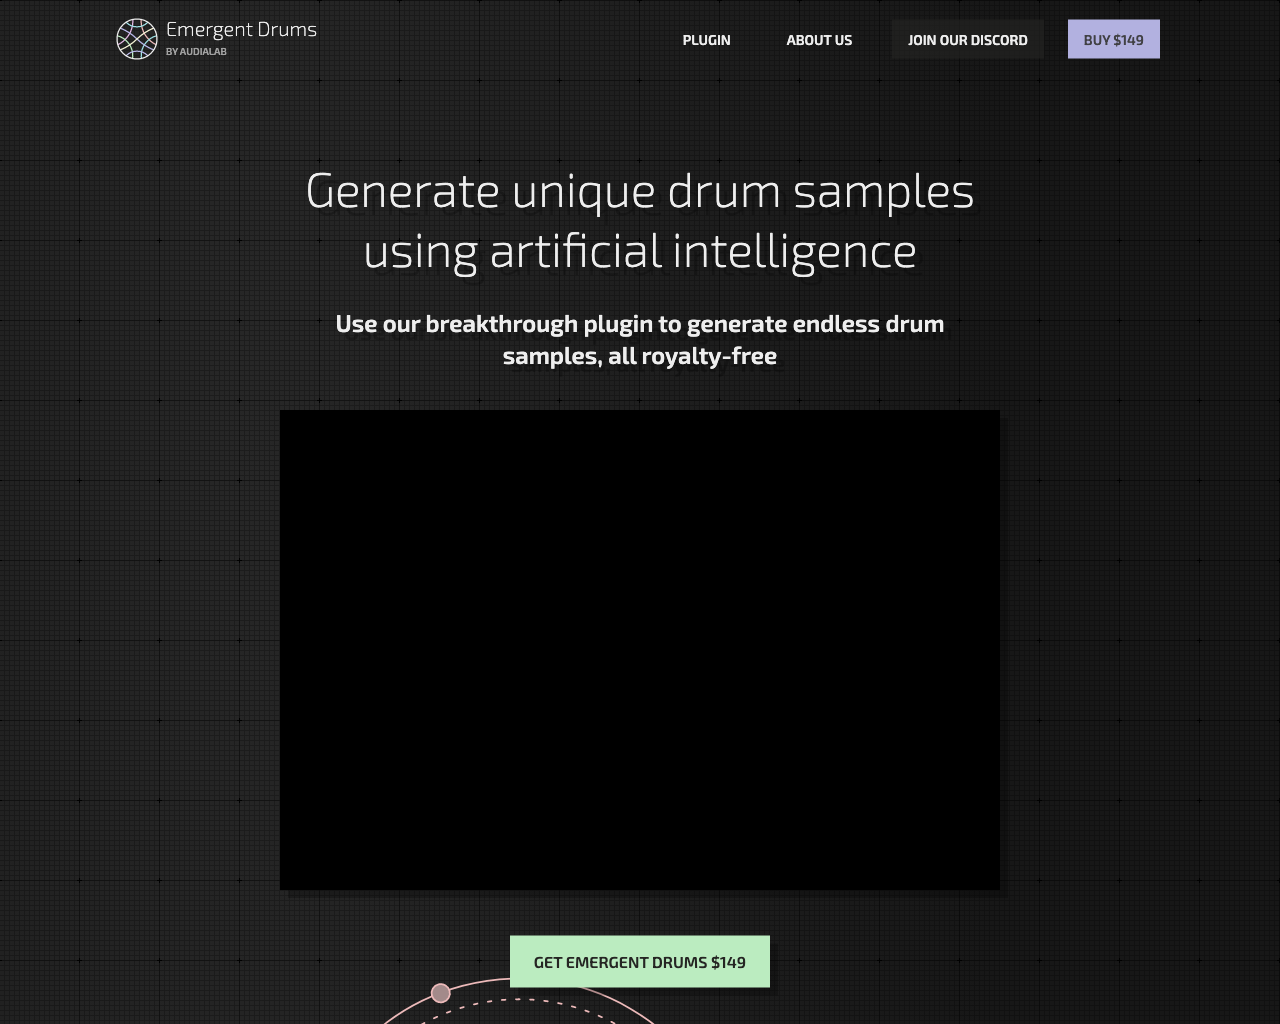 Emergent Drums
BY AUDIALAB
PLUGIN
ABOUT US
JOIN OUR DISCORD
BUY $149
Generate unique drum samples
using artificial intelligence
Use our breakthrough plugin to generate endless drum
samples, all royalty-free
GET EMERGENT DRUMS $149